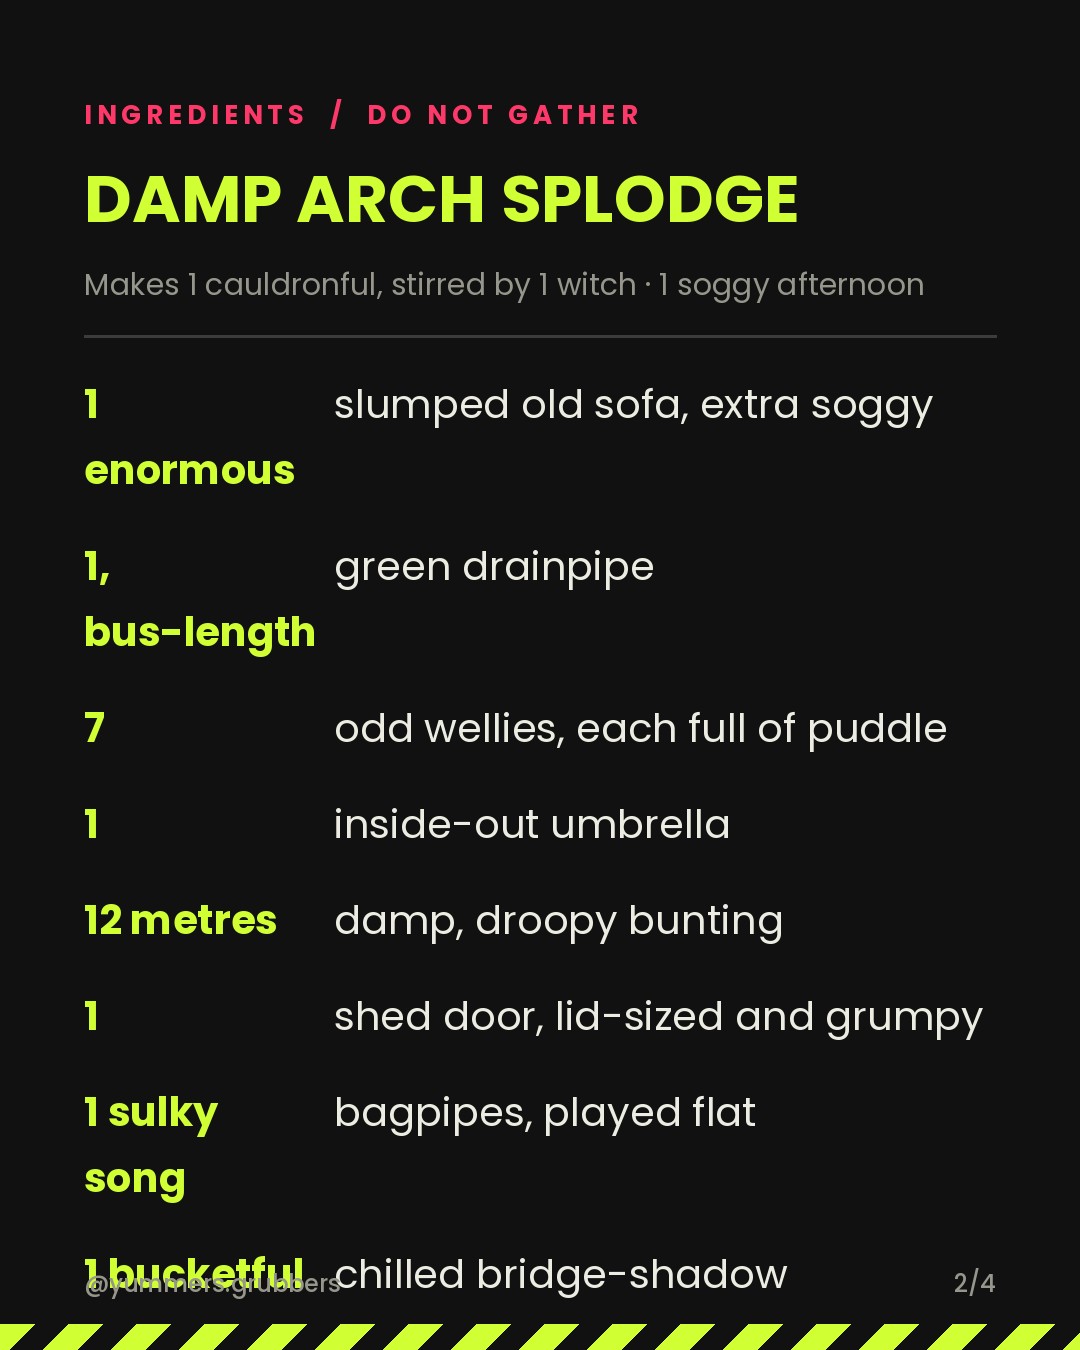 INGREDIENTS / DO NOT GATHER
DAMP ARCH SPLODGE
Makes 1 cauldronful, stirred by 1 witch · 1 soggy afternoon
1 enormous slumped old sofa, extra soggy
1, bus-length green drainpipe
7 odd wellies, each full of puddle
1 inside-out umbrella
12 metres damp, droopy bunting
1 shed door, lid-sized and grumpy
1 sulky song bagpipes, played flat
1 bucketful chilled bridge-shadow
@yummers.grubbers 2/4